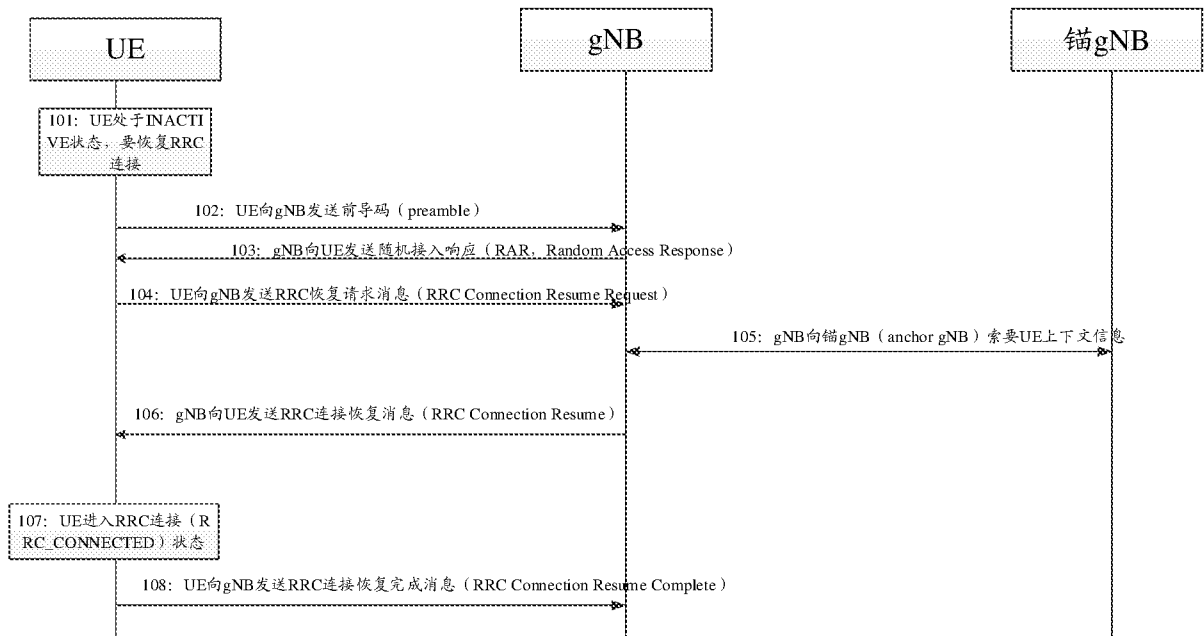 UE
gNB
锚gNB
101：UE处于INACTI
VE状态，要恢复RRC
连接
102：UE向gNB发送前导码（preamble）
103：gNB向UE发送随机接入响应（RAR，Random Access Response）
104：UE向gNB发送RRC恢复请求消息（RRC Connection Resume Request）
105：gNB向锚gNB（anchor gNB）索要UE上下文信息
106：gNB向UE发送RRC连接恢复消息（RRC Connection Resume）
107：UE进入RRC连接（R
RC_CONNECTED）状态
108：UE向gNB发送RRC连接恢复完成消息（RRC Connection Resume Complete）